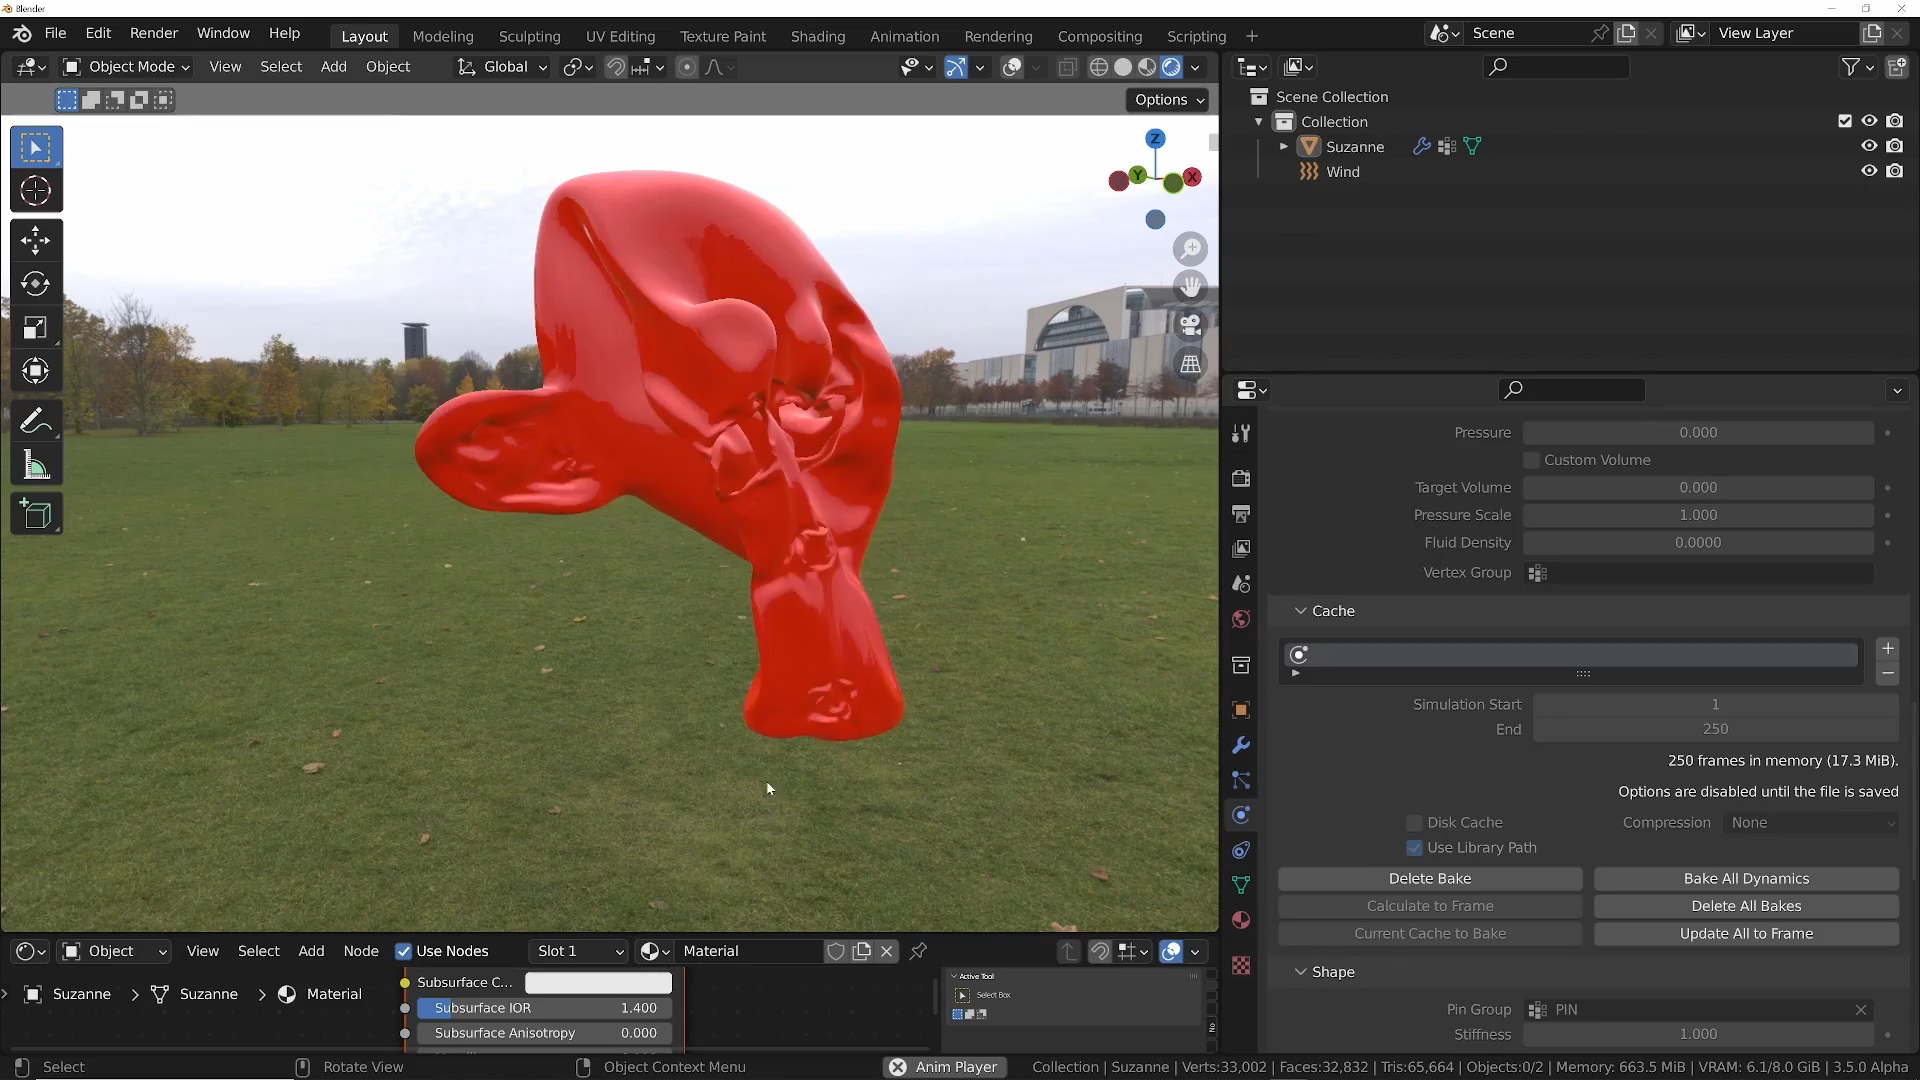 Blender
File Edit Render Window Help Layout Modeling Sculpting UV Editing Texture Paint Shading Animation Rendering Compositing Scripting + Scene View Layer
Object Mode View Select Add Object Global
Options
Z
Y X
Scene Collection
Collection
Suzanne
Wind
Pressure 0.000
Custom Volume
Target Volume 0.000
Pressure Scale 1.000
Fluid Density 0.0000
Vertex Group
Cache
Simulation Start 1
End 250
250 frames in memory (17.3 MiB).
Options are disabled until the file is saved
Disk Cache Compression None
Use Library Path
Delete Bake Bake All Dynamics
Calculate to Frame Delete All Bakes
Current Cache to Bake Update All to Frame
Shape
Pin Group PIN
Stiffness 1.000
Object View Select Add Node Use Nodes Slot 1 Material
Suzanne > Suzanne > Material
Subsurface C...
Subsurface IOR 1.400
Subsurface Anisotropy 0.000
Active Tool
Select Box
No
Select Rotate View Object Context Menu Anim Player Collection | Suzanne | Verts:33,002 | Faces:32,832 | Tris:65,664 | Objects:0/2 | Memory: 663.5 MiB | VRAM: 6.1/8.0 GiB | 3.5.0 Alpha